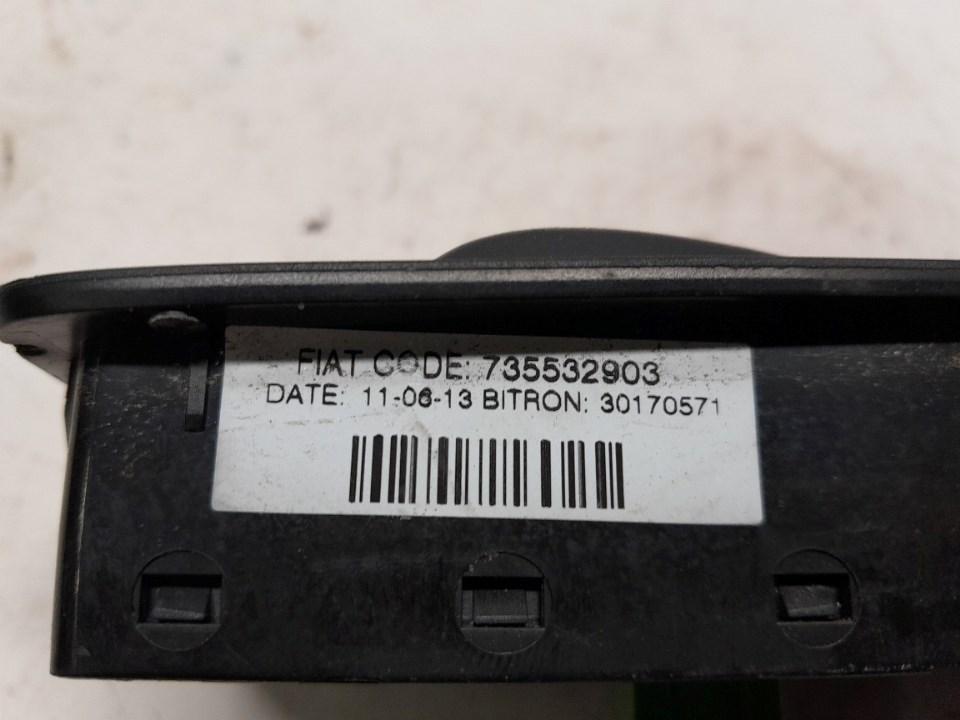 FIAT CODE: 735532903
DATE: 11-06-13 BITRON: 30170571